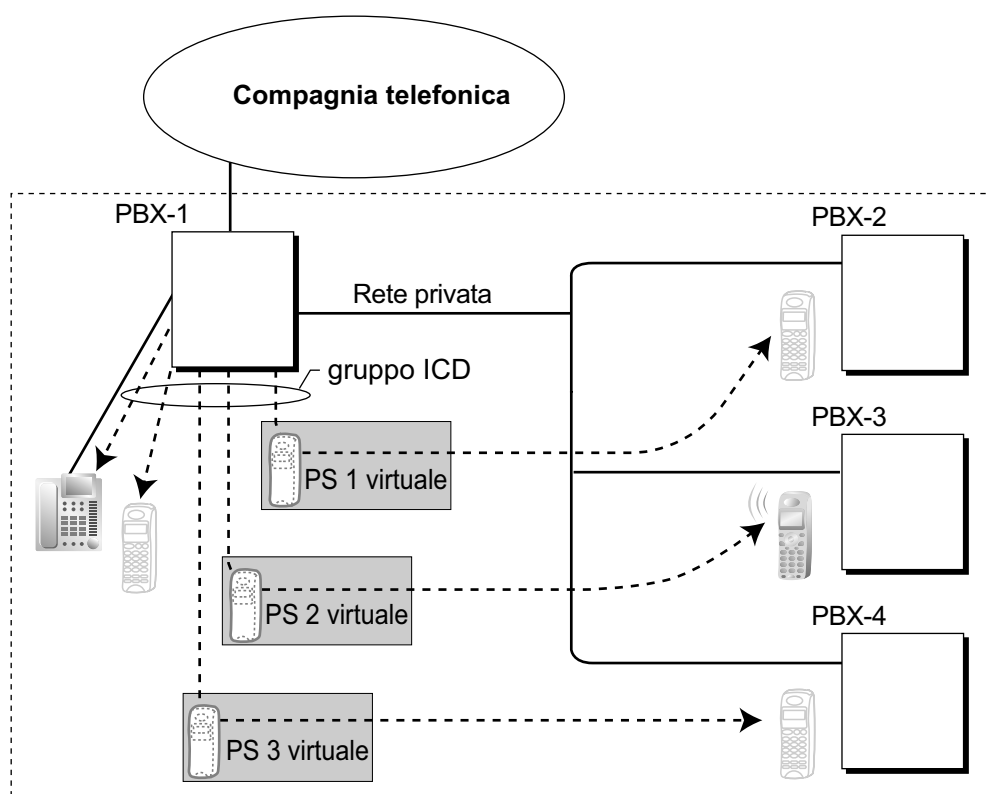 Compagnia telefonica
PBX-1
PBX-2
Rete privata
gruppo ICD
PBX-3
PS 1 virtuale
PS 2 virtuale
PBX-4
PS 3 virtuale